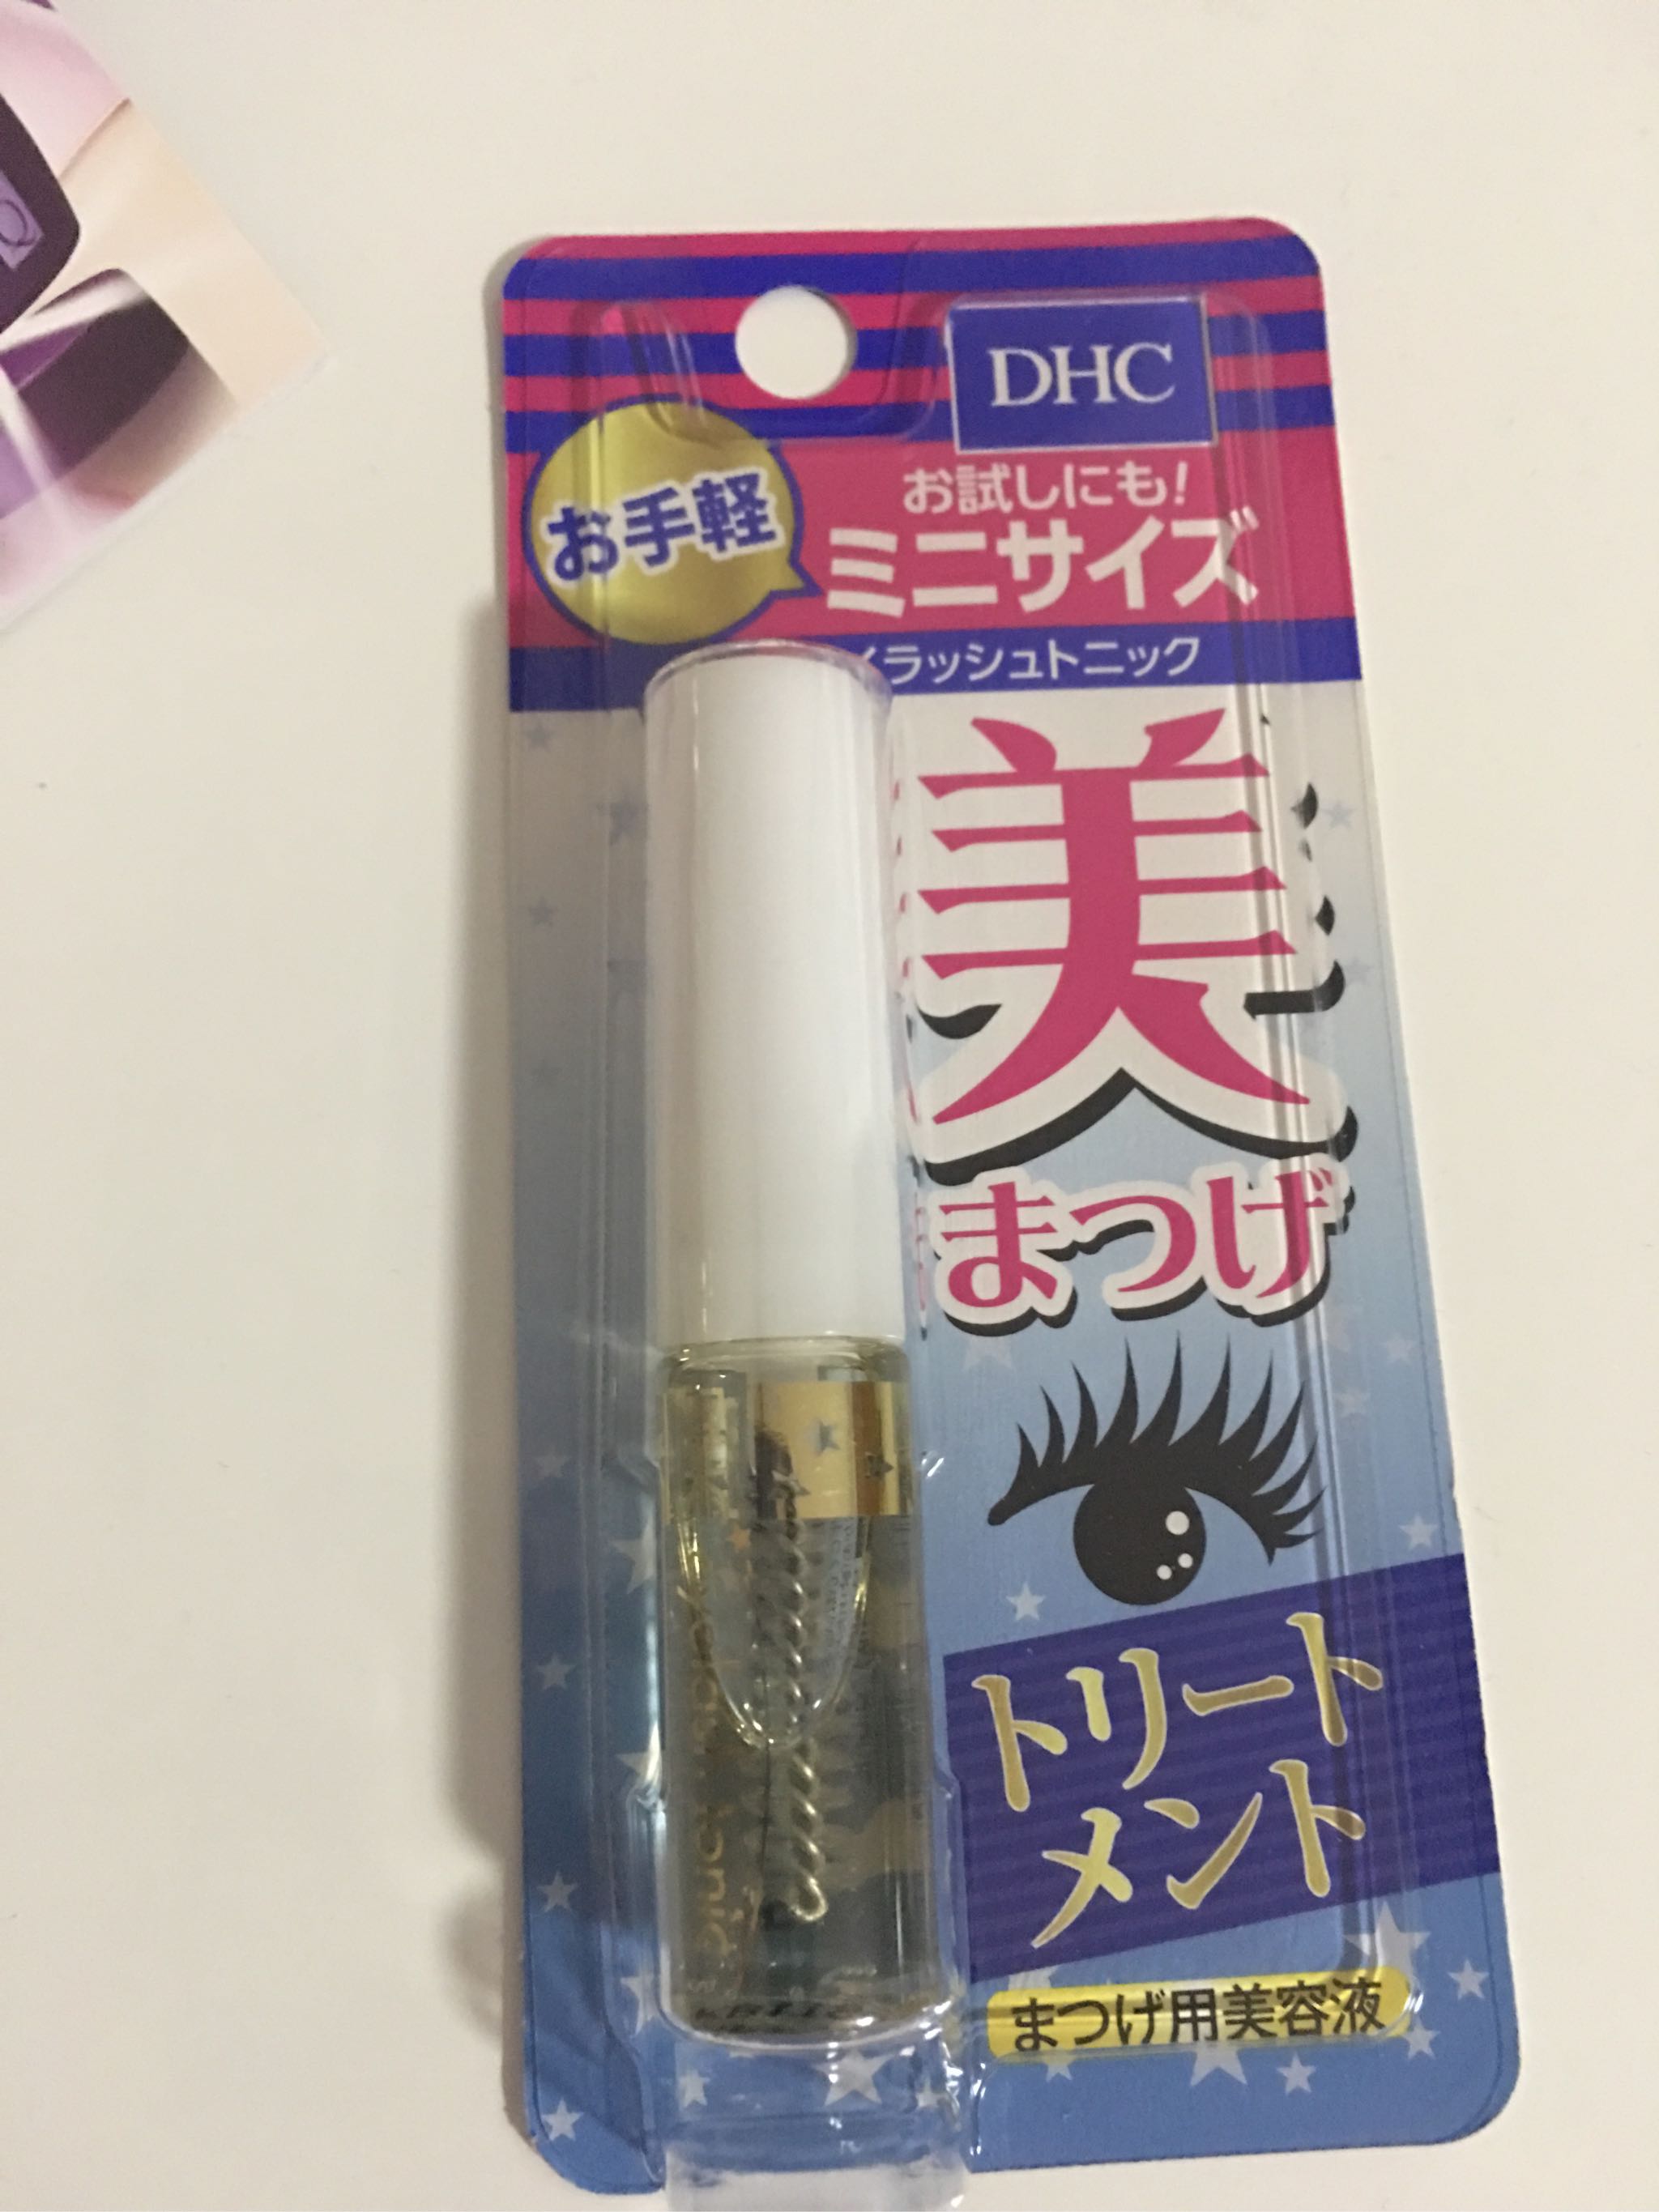 DHC
お手軽
お試しにも!
ミニサイズ
イラッシュトニック
美
まつげ
トリート
メント
まつげ用美容液